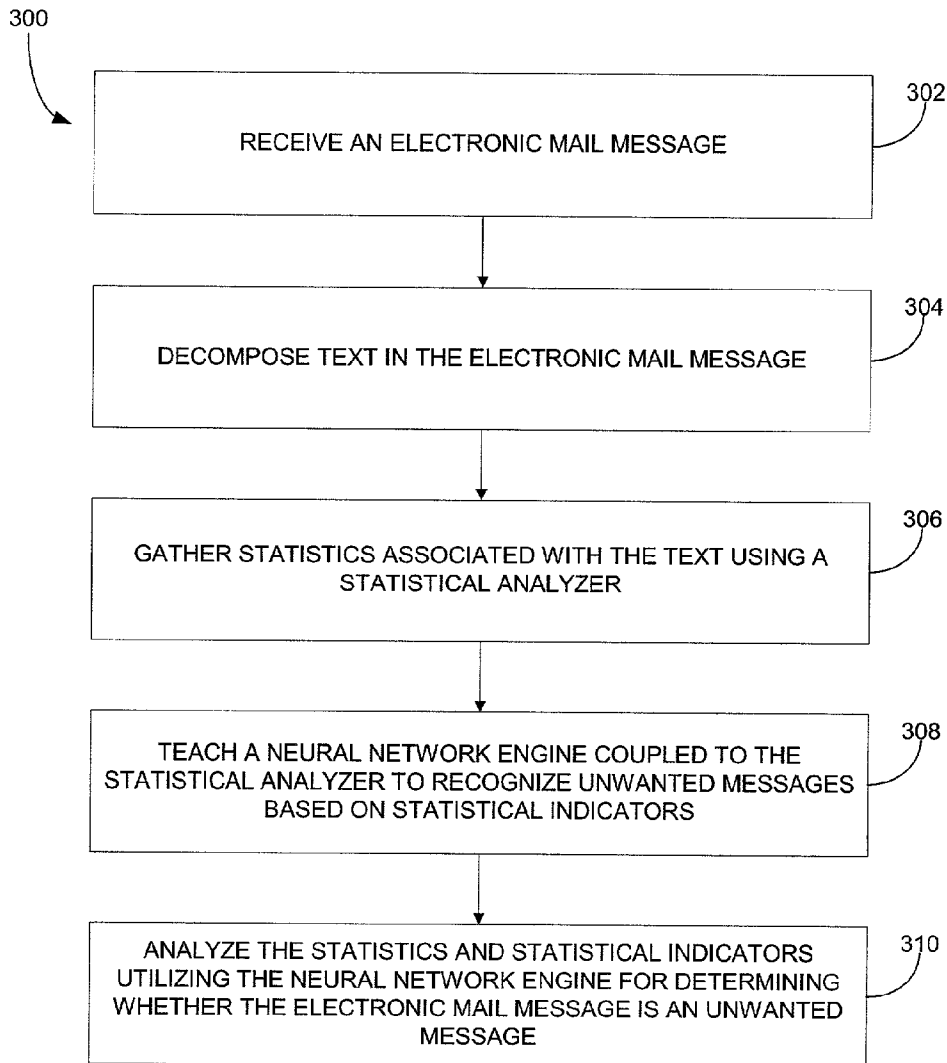 300
302
RECEIVE AN ELECTRONIC MAIL MESSAGE
304
DECOMPOSE TEXT IN THE ELECTRONIC MAIL MESSAGE
306
GATHER STATISTICS ASSOCIATED WITH THE TEXT USING A
STATISTICAL ANALYZER
308
TEACH A NEURAL NETWORK ENGINE COUPLED TO THE
STATISTICAL ANALYZER TO RECOGNIZE UNWANTED MESSAGES
BASED ON STATISTICAL INDICATORS
310
ANALYZE THE STATISTICS AND STATISTICAL INDICATORS
UTILIZING THE NEURAL NETWORK ENGINE FOR DETERMINING
WHETHER THE ELECTRONIC MAIL MESSAGE IS AN UNWANTED
MESSAGE